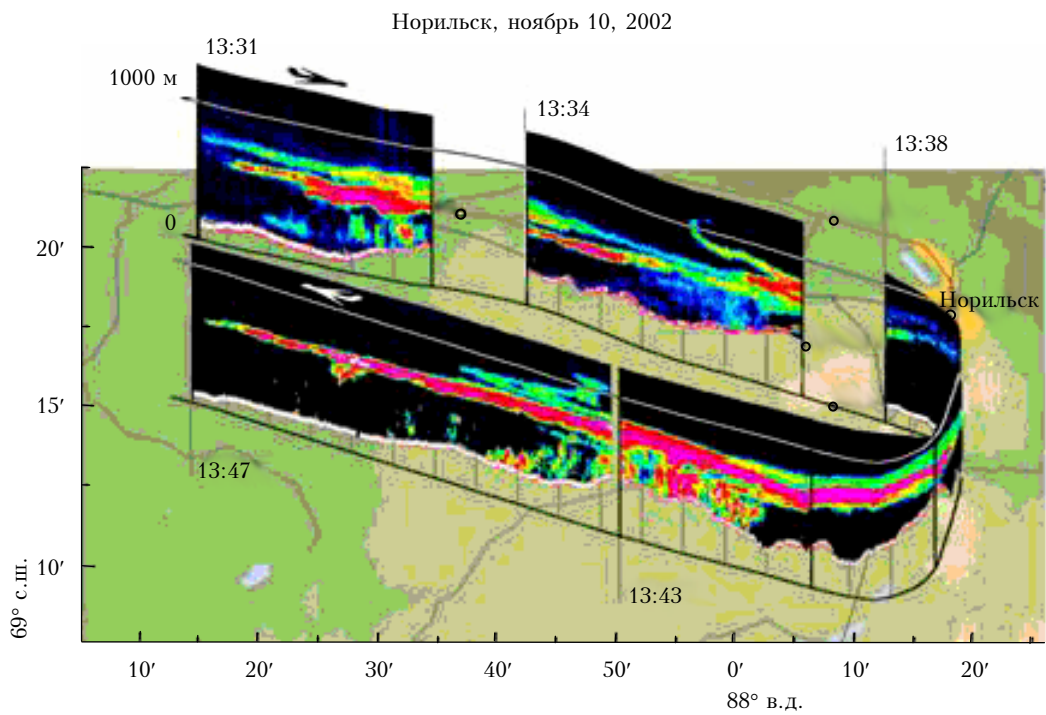 Норильск, ноябрь 10, 2002
13:31
1000 м
13:34
13:38
0
20′
Норильск
15′
13:47
10′
13:43
69° с.ш.
10′ 20′ 30′ 40′ 50′ 0′ 10′ 20′
88° в.д.